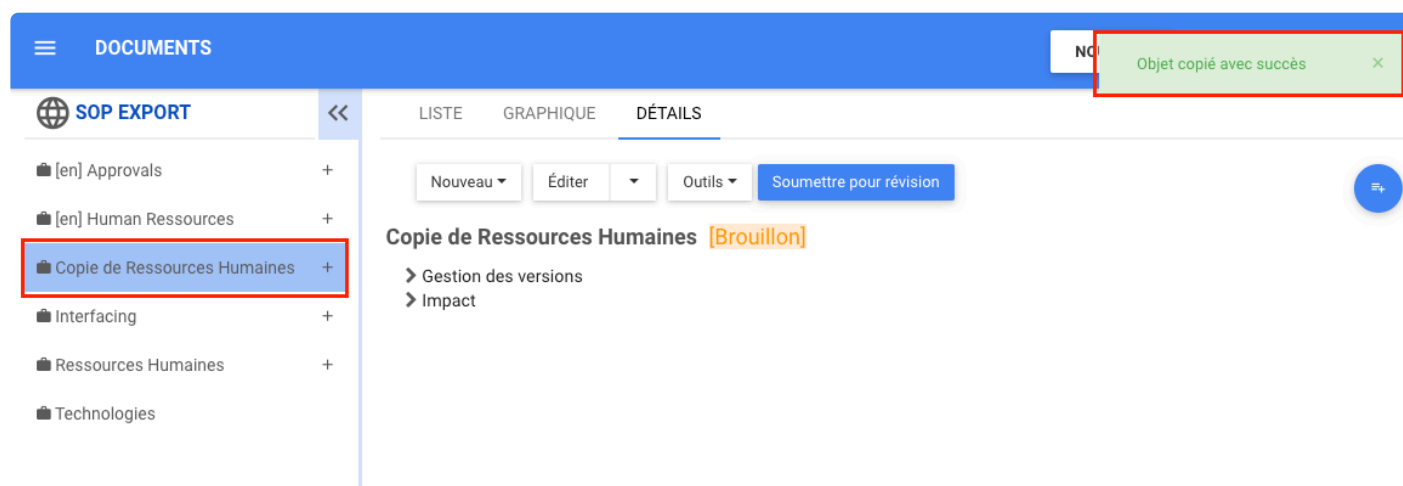 DOCUMENTS
Objet copié avec succès ×
SOP EXPORT
LISTE GRAPHIQUE DÉTAILS
[en] Approvals +
Nouveau Éditer Outils Soumettre pour révision
[en] Human Ressources +
Copie de Ressources Humaines [Brouillon]
Copie de Ressources Humaines +
Gestion des versions
Impact
Interfacing +
Ressources Humaines +
Technologies